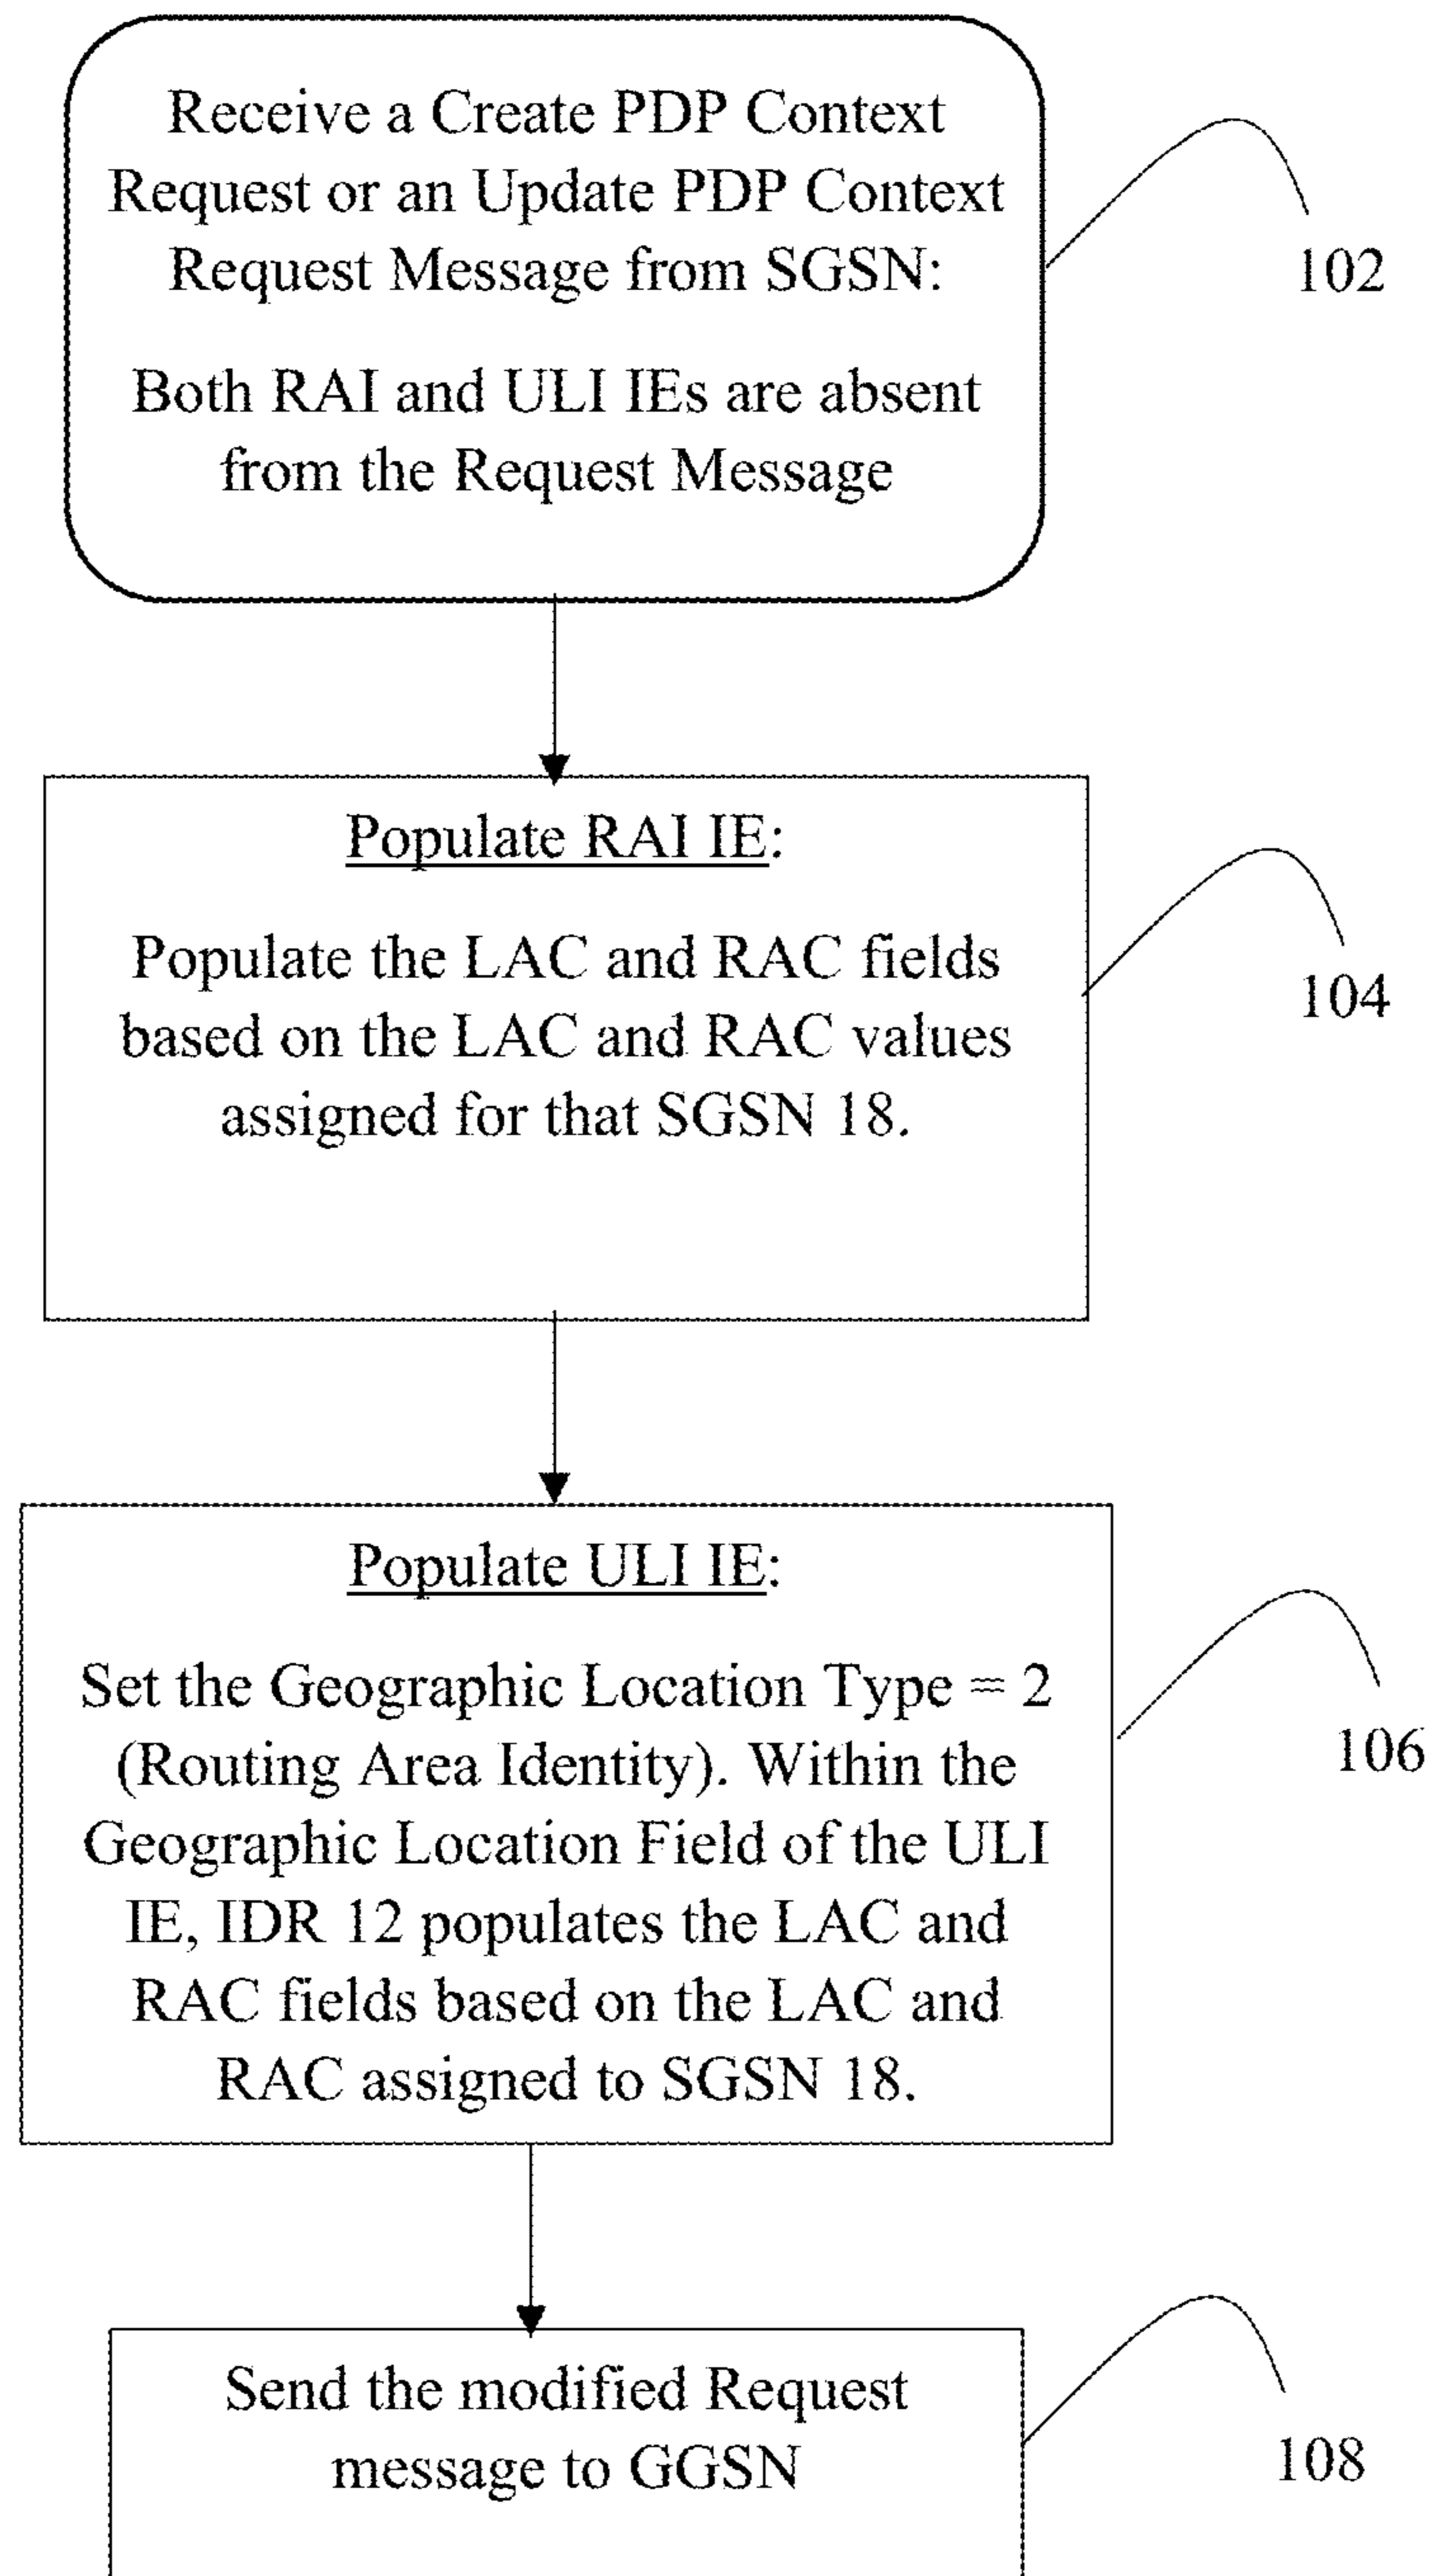 Receive a Create PDP Context
Request or an Update PDP Context
Request Message from SGSN:
Both RAI and ULI IEs are absent
from the Request Message
102
Populate RAI IE:
Populate the LAC and RAC fields
based on the LAC and RAC values
assigned for that SGSN 18.
104
Populate ULI IE:
Set the Geographic Location Type = 2
(Routing Area Identity). Within the
Geographic Location Field of the ULI
IE, IDR 12 populates the LAC and
RAC fields based on the LAC and
RAC assigned to SGSN 18.
106
Send the modified Request
message to GGSN
108